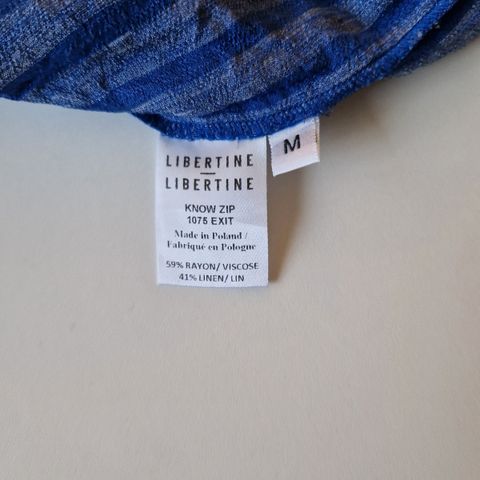 LIBERTINE
LIBERTINE
KNOW ZIP
1075 EXIT
Made in Poland /
Fabriqué en Pologne
59% RAYON/ VISCOSE
41% LINEN/ LIN
M